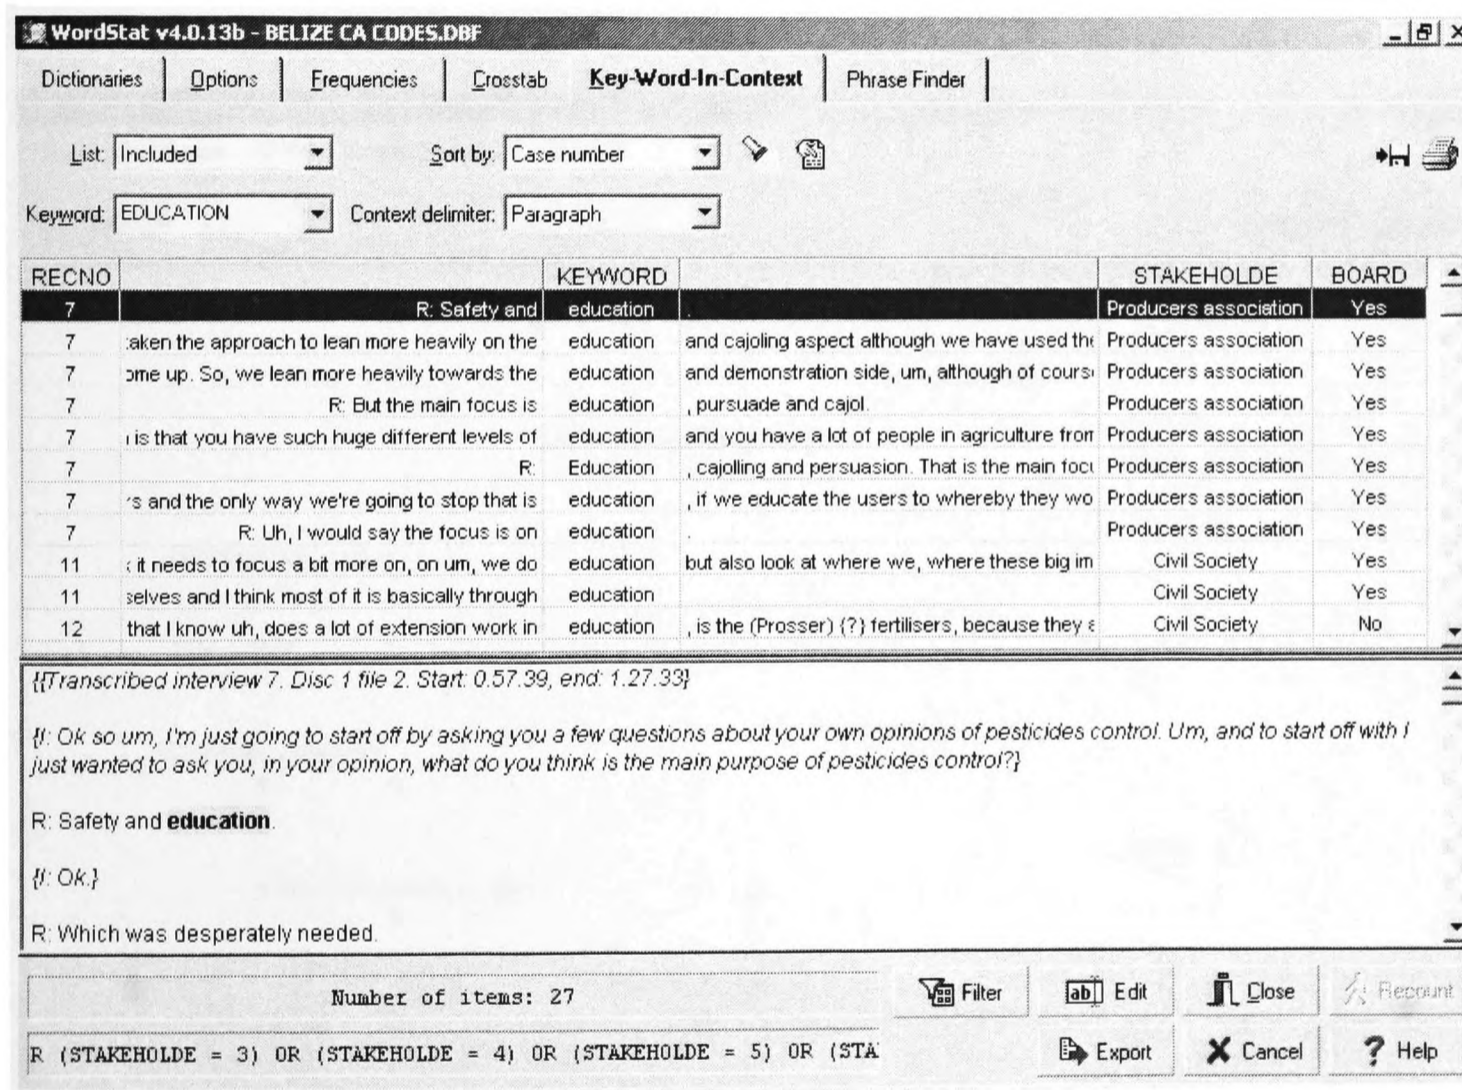 WordStat v4.0.13b - BELIZE CA CODES.DBF
Dictionaries Options Frequencies Crosstab Key-Word-In-Context Phrase Finder
List: Included Sort by: Case number
Keyword: EDUCATION Context delimiter: Paragraph
RECNO KEYWORD STAKEHOLDE BOARD
7 R: Safety and education . Producers association Yes
7 :aken the approach to lean more heavily on the education and cajoling aspect although we have used the Producers association Yes
7 ome up. So, we lean more heavily towards the education and demonstration side, um, although of cours Producers association Yes
7 R: But the main focus is education , pursuade and cajol. Producers association Yes
7 is that you have such huge different levels of education and you have a lot of people in agriculture from Producers association Yes
7 R: Education , cajolling and persuasion. That is the main focu Producers association Yes
7 's and the only way we're going to stop that is education , if we educate the users to whereby they wo Producers association Yes
7 R: Uh, I would say the focus is on education . Producers association Yes
11 it needs to focus a bit more on, on um, we do education but also look at where we, where these big im Civil Society Yes
11 selves and I think most of it is basically through education Civil Society Yes
12 that I know uh, does a lot of extension work in education , is the (Prosser) {?} fertilisers, because they Civil Society No
{{Transcribed interview 7. Disc 1 file 2. Start: 0.57.39, end: 1.27.33}
{I: Ok so um, I'm just going to start off by asking you a few questions about your own opinions of pesticides control. Um, and to start off with I
just wanted to ask you, in your opinion, what do you think is the main purpose of pesticides control?}
R: Safety and education.
{I: Ok.}
R: Which was desperately needed.
Number of items: 27 Filter Edit Close Recount
R (STAKEHOLDE = 3) OR (STAKEHOLDE = 4) OR (STAKEHOLDE = 5) OR (STA Export Cancel Help